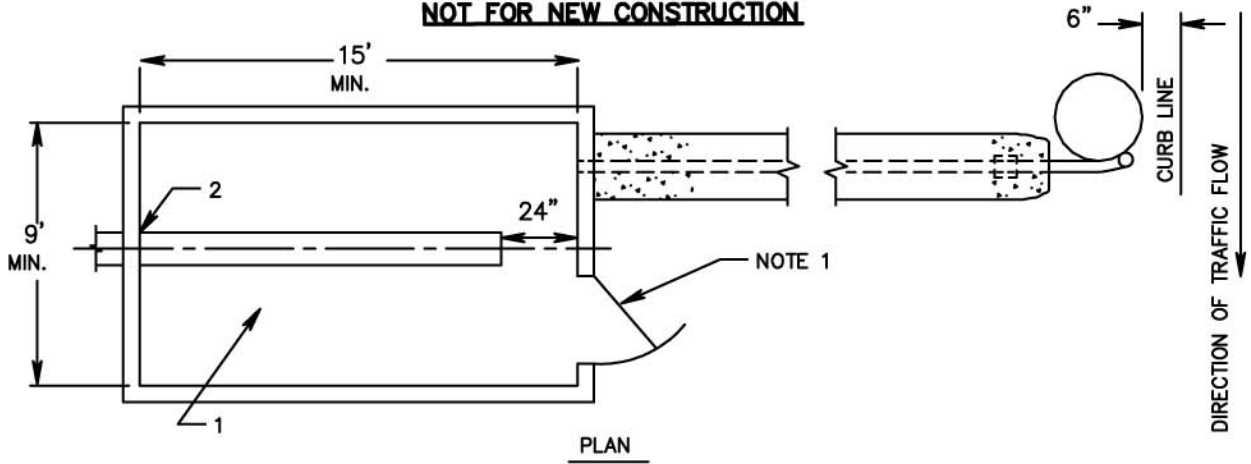 NOT FOR NEW CONSTRUCTION
6”
15'
MIN.
CURB LINE
DIRECTION OF TRAFFIC FLOW
2
24”
9'
MIN.
NOTE 1
1
PLAN